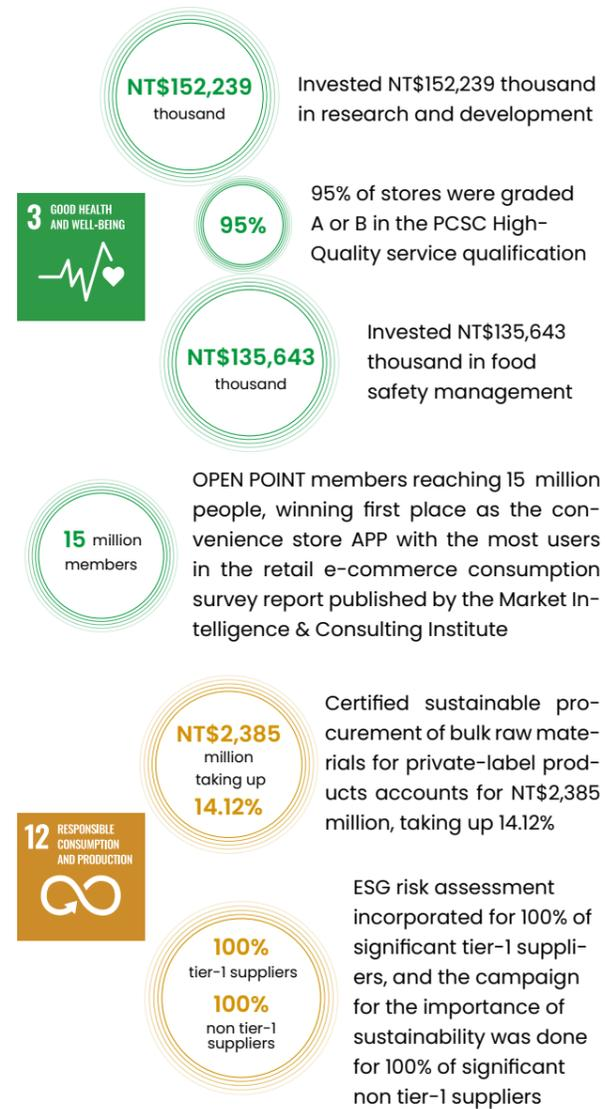 NT$152,239
thousand
Invested NT$152,239 thousand
in research and development
3 GOOD HEALTH
AND WELL-BEING
95%
95% of stores were graded
A or B in the PCSC High-
Quality service qualification
NT$135,643
thousand
Invested NT$135,643
thousand in food
safety management
15 million
members
OPEN POINT members reaching 15 million
people, winning first place as the con-
venience store APP with the most users
in the retail e-commerce consumption
survey report published by the Market In-
telligence & Consulting Institute
12 RESPONSIBLE
CONSUMPTION
AND PRODUCTION
NT$2,385
million
taking up
14.12%
Certified sustainable pro-
curement of bulk raw mate-
rials for private-label prod-
ucts accounts for NT$2,385
million, taking up 14.12%
100%
tier-1 suppliers
100%
non tier-1
suppliers
ESG risk assessment
incorporated for 100% of
significant tier-1 suppli-
ers, and the campaign
for the importance of
sustainability was done
for 100% of significant
non tier-1 suppliers